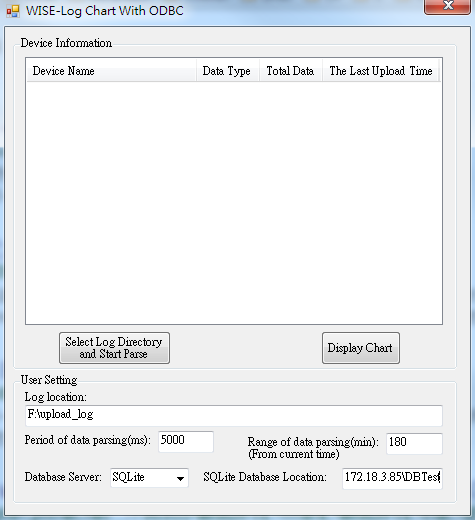 WISE-Log Chart With ODBC
Device Information
Device Name Data Type Total Data The Last Upload Time
Select Log Directory
and Start Parse
Display Chart
User Setting
Log location:
F:\upload_log
Period of data parsing(ms): 5000
Range of data parsing(min): 180
(From current time)
Database Server: SQLite SQLite Database Location: 172.18.3.85\DBTest